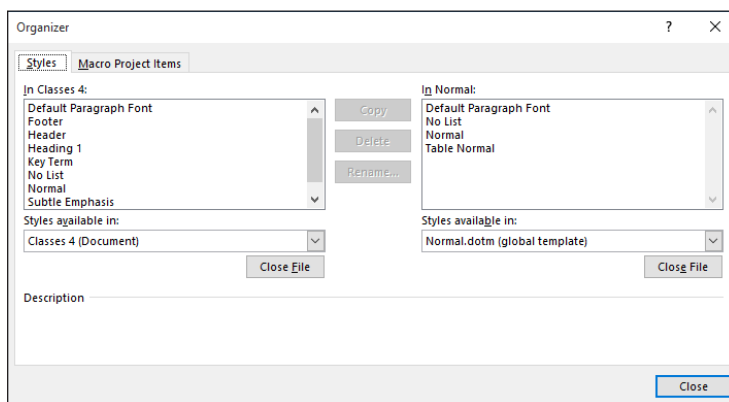 Organizer
? X
Styles Macro Project Items
In Classes 4:
Default Paragraph Font
Footer
Header
Heading 1
Key Term
No List
Normal
Subtle Emphasis
Copy
Delete
Rename...
In Normal:
Default Paragraph Font
No List
Normal
Table Normal
Styles available in:
Classes 4 (Document)
Close File
Styles available in:
Normal.dotm (global template)
Close File
Description
Close